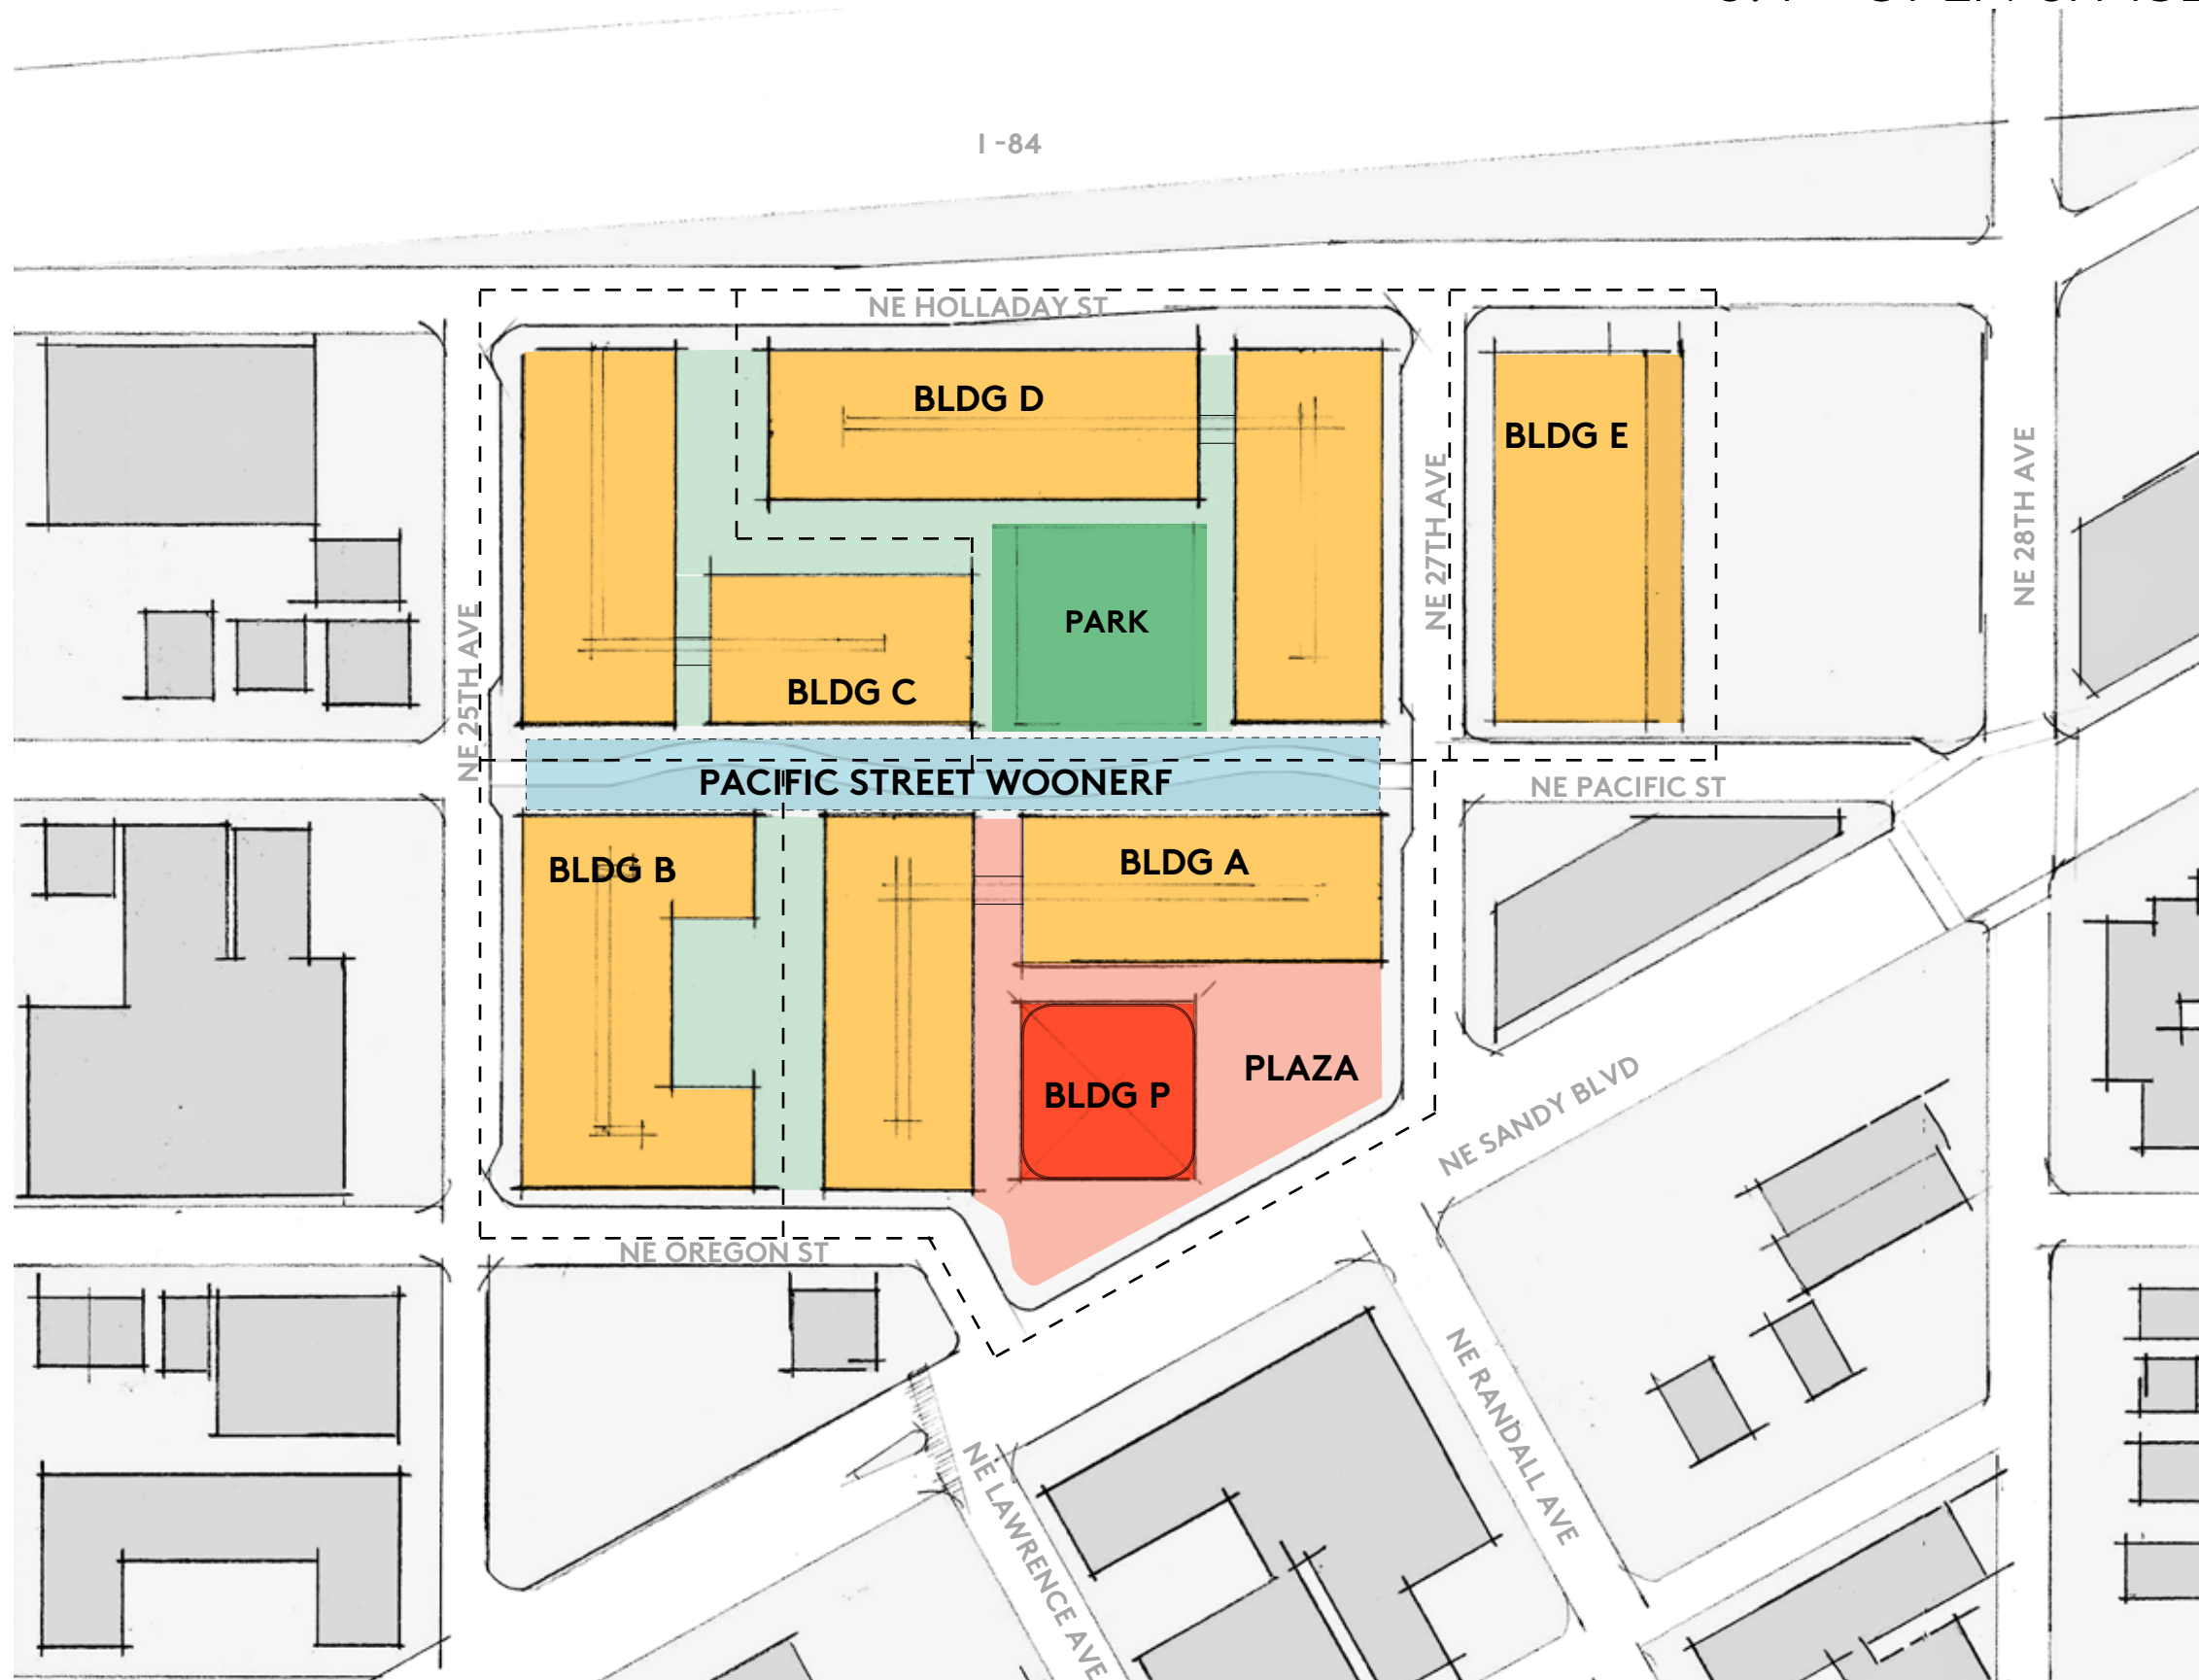 I -84
NE HOLLADAY ST
BLDG D
BLDG E
NE 27TH AVE
NE 28TH AVE
PARK
NE 25TH AVE
BLDG C
PACIFIC STREET WOONERF
NE PACIFIC ST
BLDG B
BLDG A
PLAZA
BLDG P
NE SANDY BLVD
NE OREGON ST
NE RANDALL AVE
NE LAWRENCE AVE